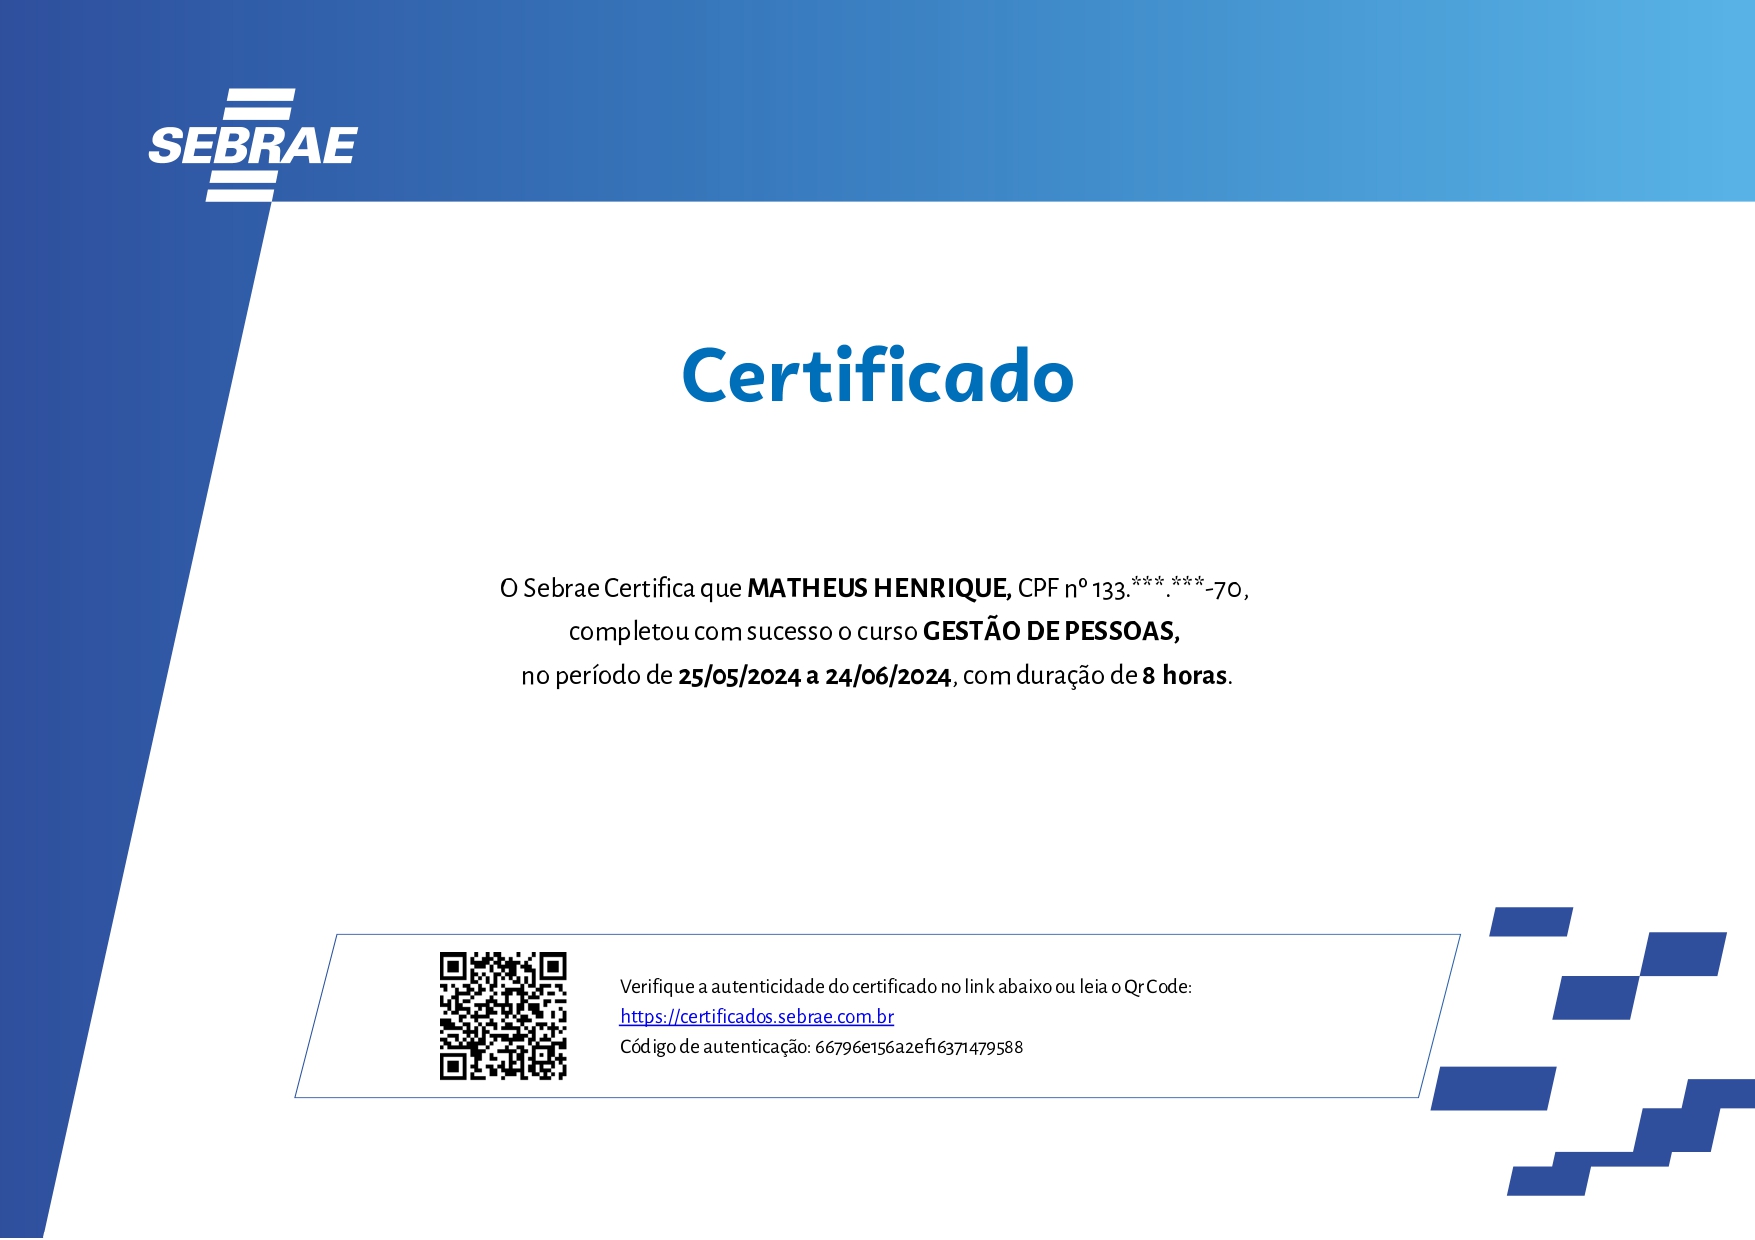 SEBRAE
Certificado
O Sebrae Certifica que MATHEUS HENRIQUE, CPF nº 133.***.***-70,
completou com sucesso o curso GESTÃO DE PESSOAS,
no período de 25/05/2024 a 24/06/2024, com duração de 8 horas.
Verifique a autenticidade do certificado no link abaixo ou leia o Qr Code:
https://certificados.sebrae.com.br
Código de autenticação: 66796e156a2ef16371479588